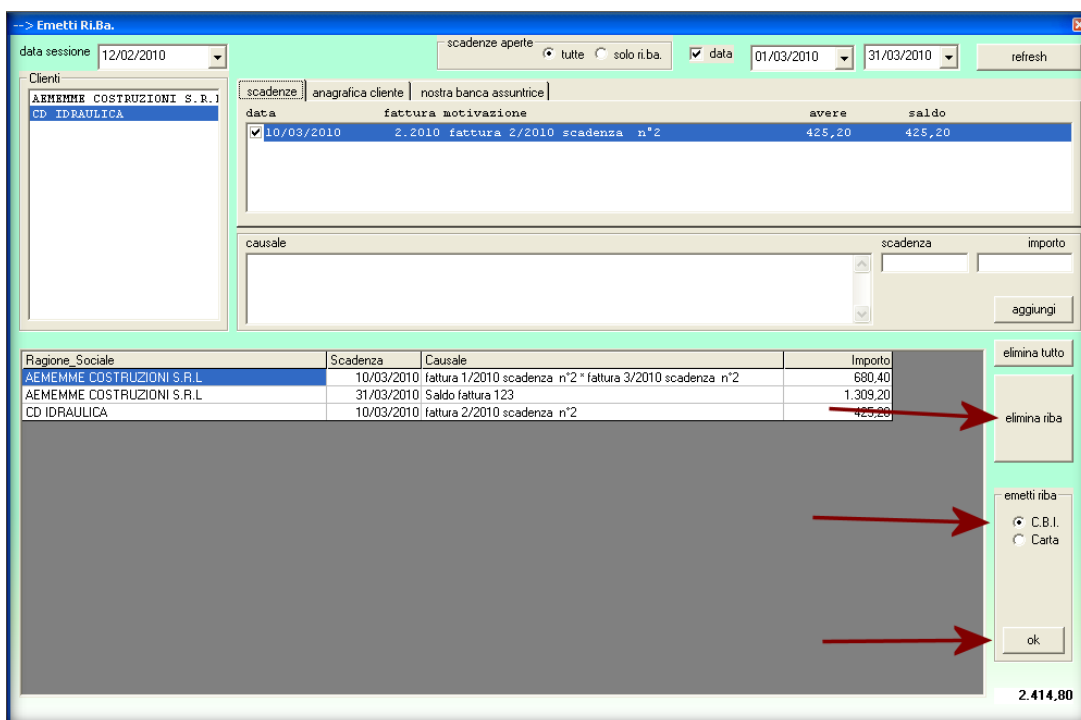 --> Emetti Ri.Ba.
data sessione 12/02/2010 scadenze aperte tutte solo ri.ba. data 01/03/2010 31/03/2010 refresh
Clienti
AEMEMME COSTRUZIONI S.R.l
CD IDRAULICA
scadenze anagrafica cliente nostra banca assuntrice
data fattura motivazione avere saldo
10/03/2010 2.2010 fattura 2/2010 scadenza n°2 425,20 425,20
causale scadenza importo
aggiungi
elimina tutto
Ragione_Sociale Scadenza Causale Importo
AEMEMME COSTRUZIONI S.R.L 10/03/2010 fattura 1/2010 scadenza n°2 * fattura 3/2010 scadenza n°2 680,40
AEMEMME COSTRUZIONI S.R.L 31/03/2010 Saldo fattura 123 1.309,20
CD IDRAULICA 10/03/2010 fattura 2/2010 scadenza n°2 425,20
elimina riba
emetti riba
C.B.I.
Carta
ok
2.414,80